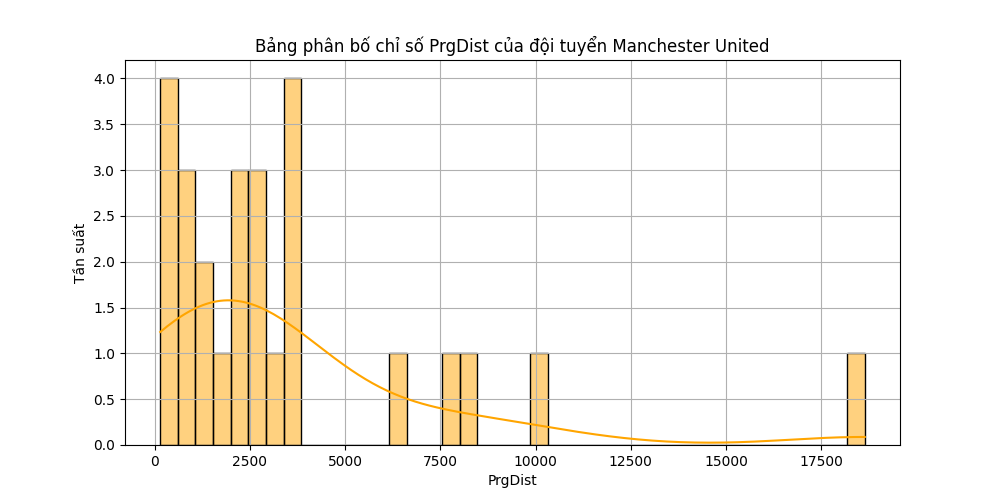 Bảng phân bố chỉ số PrgDist của đội tuyển Manchester United
4.0
3.5
3.0
2.5
2.0
1.5
1.0
0.5
0.0
Tần suất
0 2500 5000 7500 10000 12500 15000 17500
PrgDist